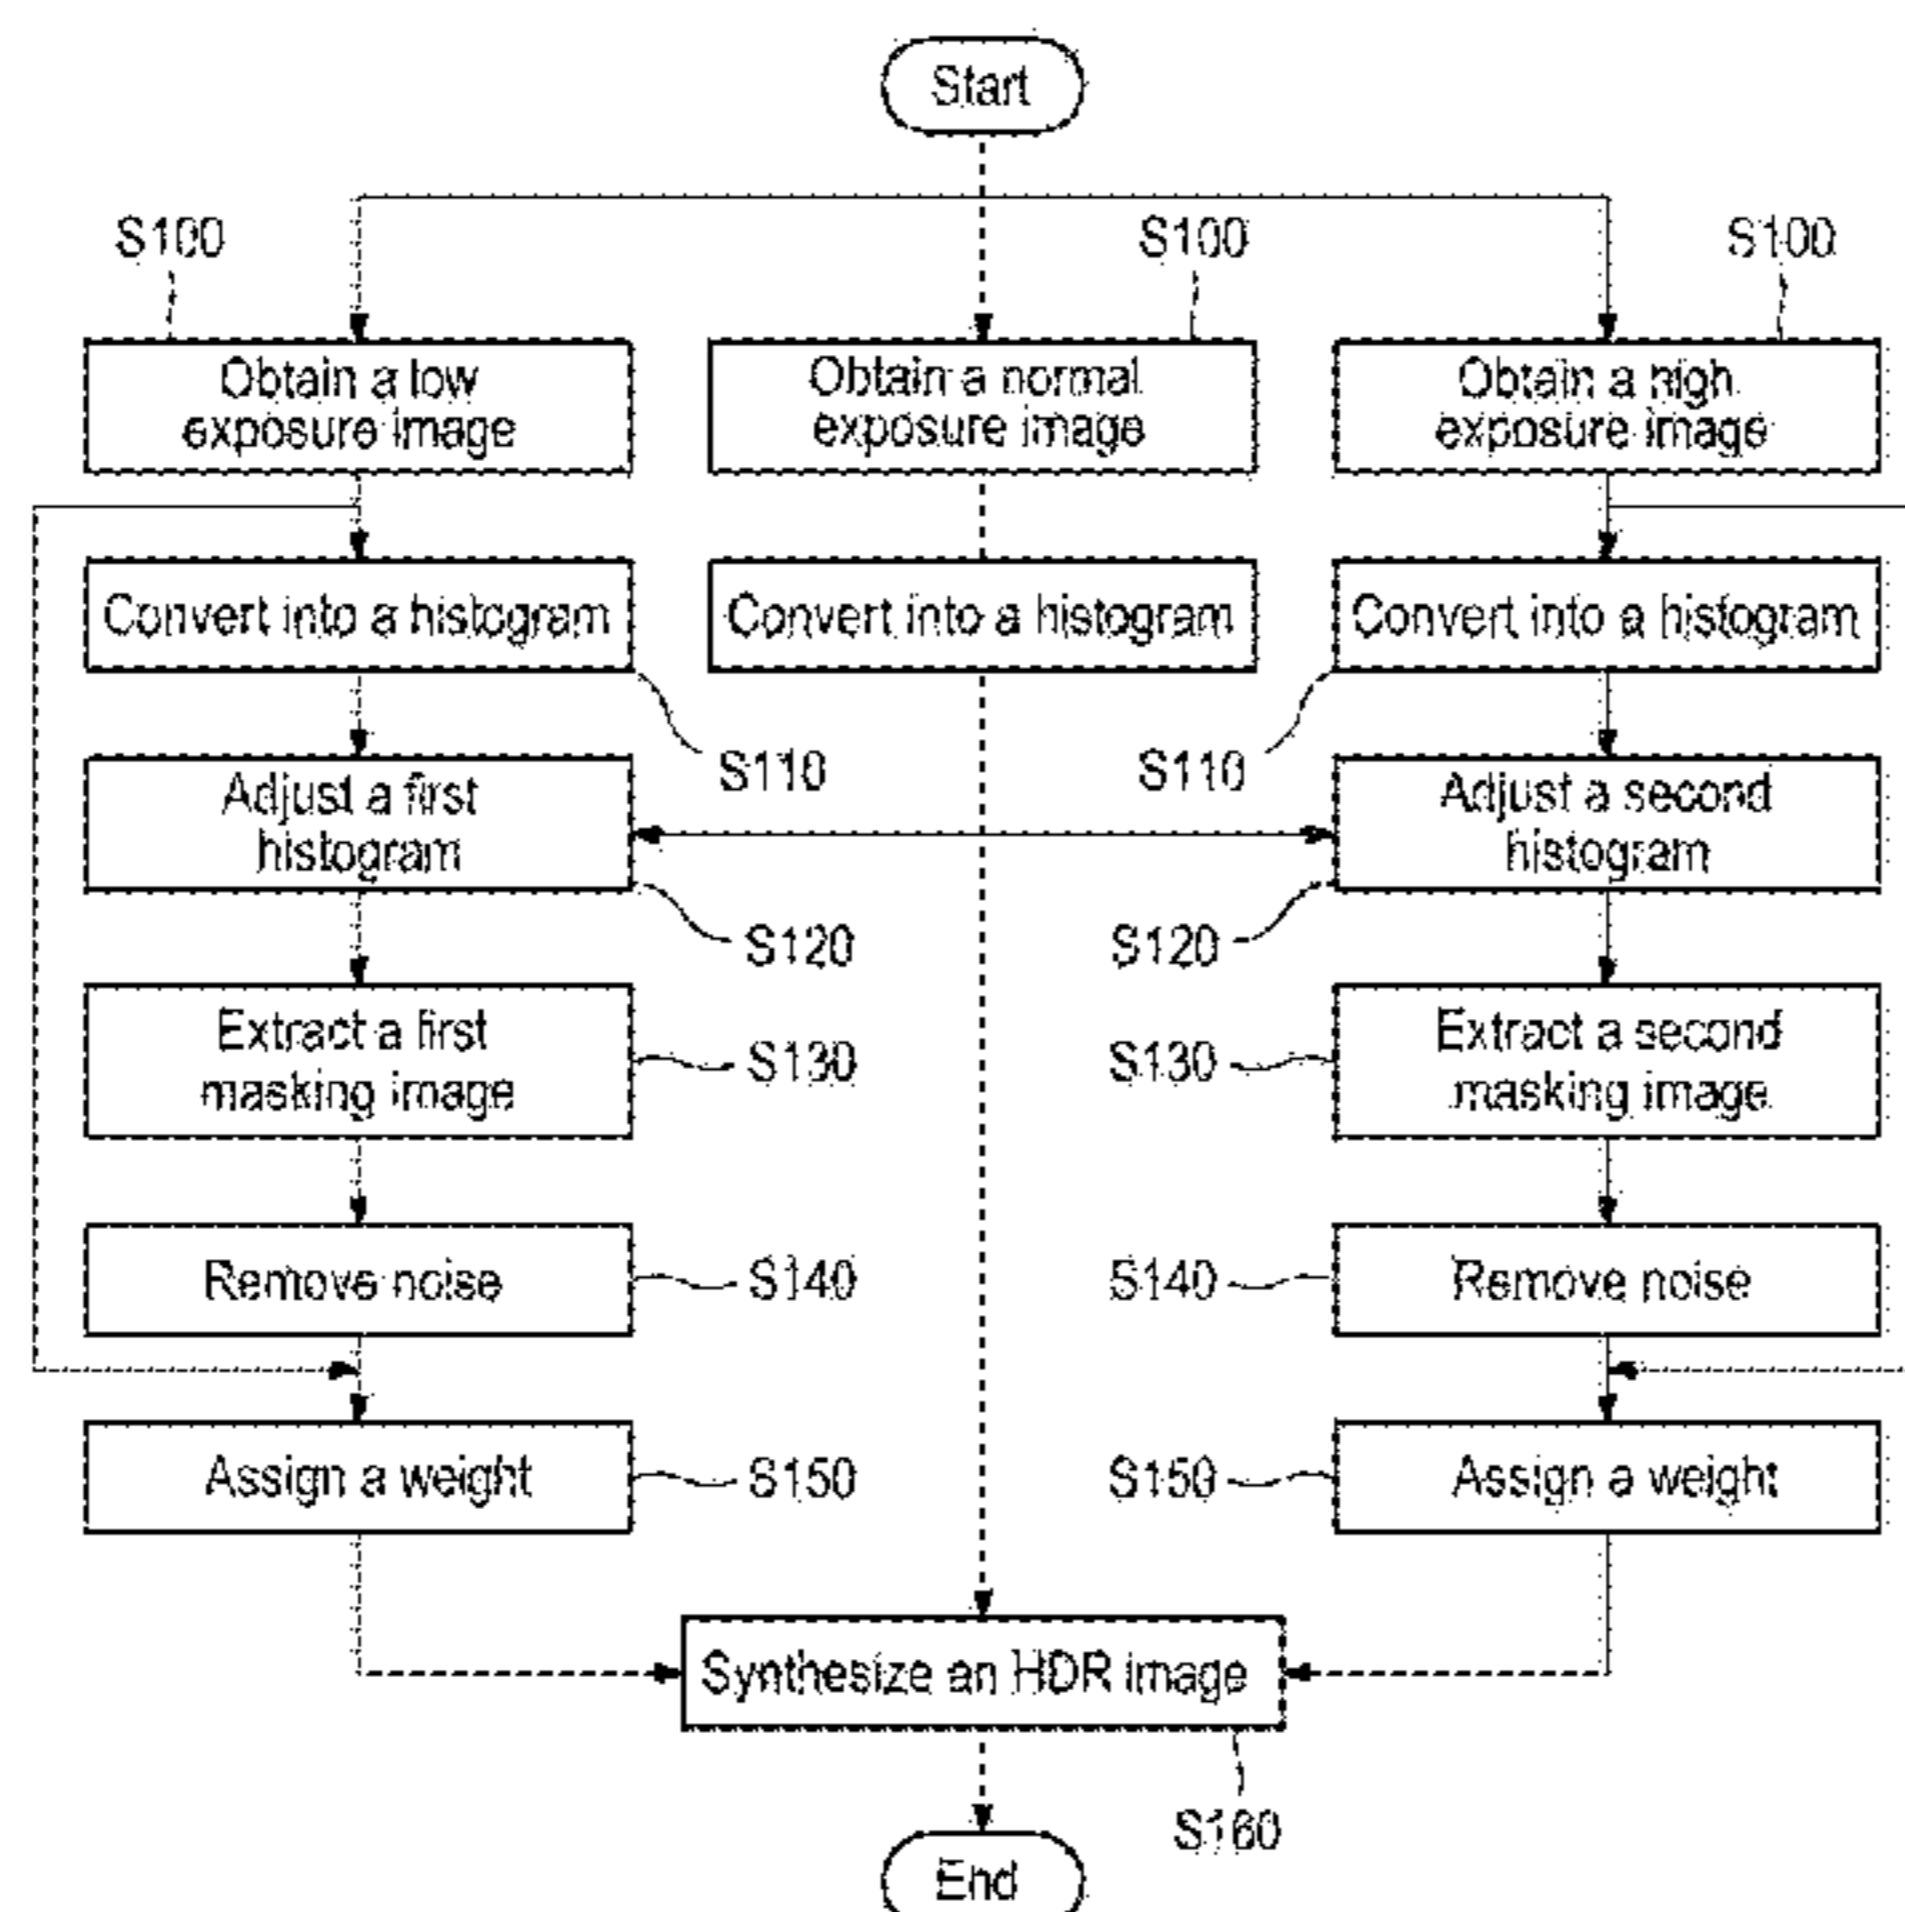 Start
S100
S100
S100
Obtain a low
exposure image
Obtain a normal
exposure image
Obtain a high
exposure image
Convert into a histogram
Convert into a histogram
Convert into a histogram
S110
S110
Adjust a first
histogram
Adjust a second
histogram
S120
S120
Extract a first
masking image
S130
S130
Extract a second
masking image
Remove noise
S140
S140
Remove noise
Assign a weight
S150
S150
Assign a weight
Synthesize an HDR image
S160
End